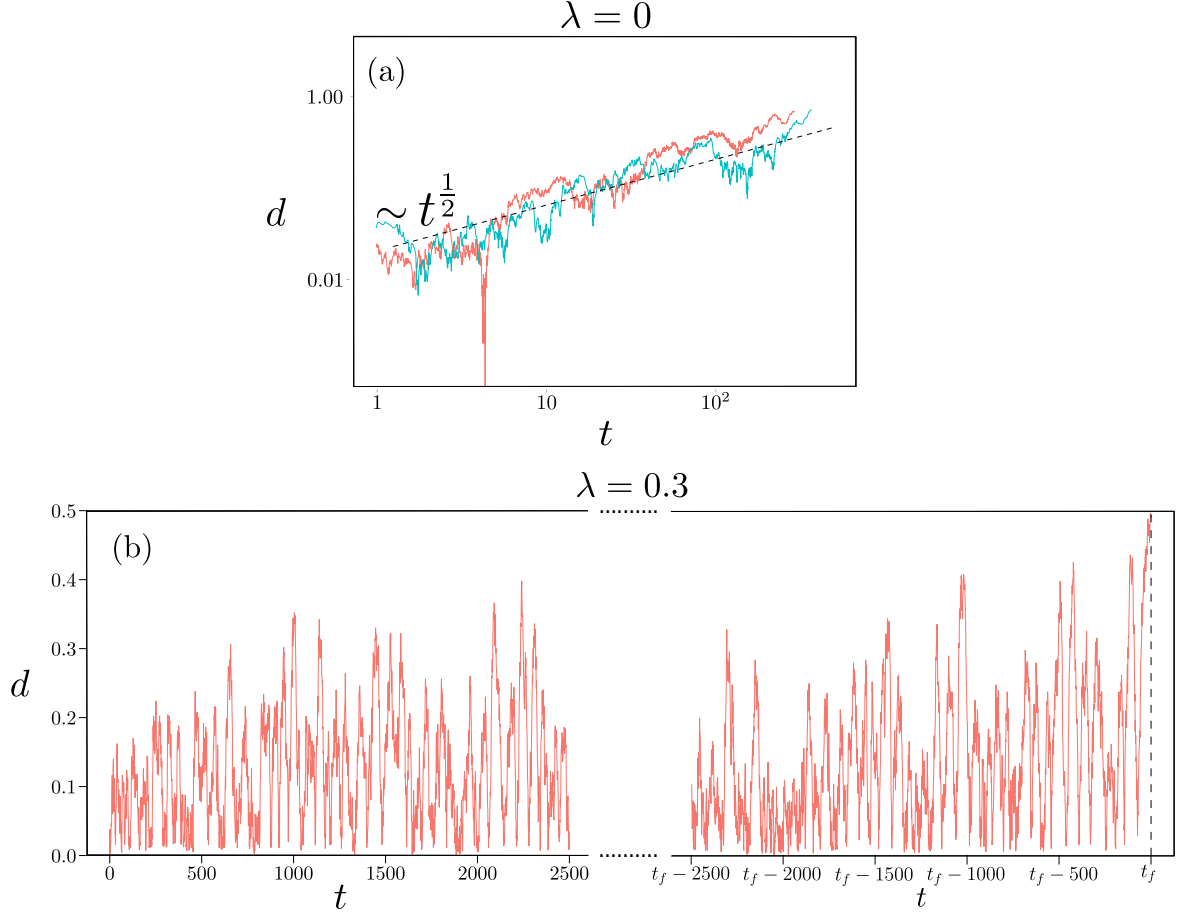 λ = 0
(a)
1.00
∼ t^{1/2}
d
0.01
1 10 10²
t
λ = 0.3
0.5
(b)
0.4
0.3
d
0.2
0.1
0.0
0 500 1000 1500 2000 2500 t_f − 2500 t_f − 2000 t_f − 1500 t_f − 1000 t_f − 500 t_f
t t